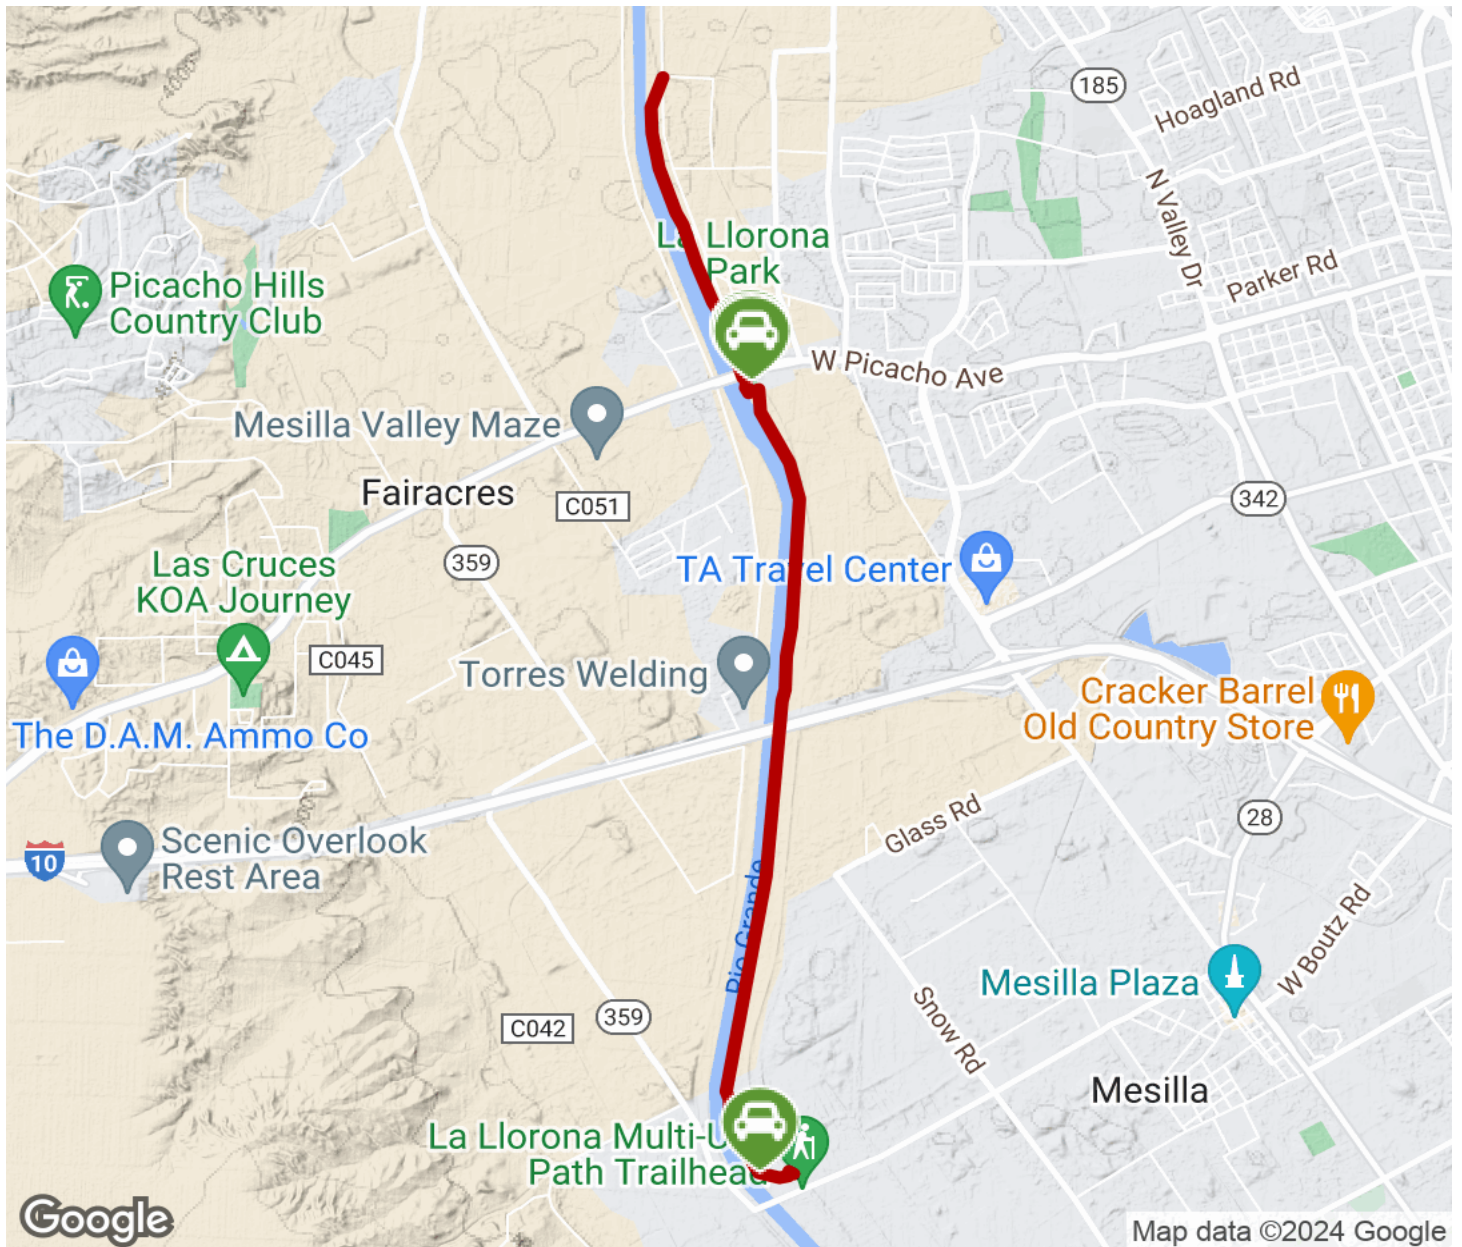 4005
185
Hoagland Rd
N Valley Dr
La Llorona
Park
Parker Rd
Picacho Hills
Country Club
W Picacho Ave
Mesilla Valley Maze
Fairacres
C051
342
359
TA Travel Center
Las Cruces
KOA Journey
C045
Torres Welding
Cracker Barrel
Old Country Store
The D.A.M. Ammo Co
Glass Rd
28
10
Scenic Overlook
Rest Area
Rio Grande
W Boutz Rd
Mesilla Plaza
Snow Rd
C042
359
Mesilla
La Llorona Multi-U
Path Trailhead
Google
Map data ©2024 Google